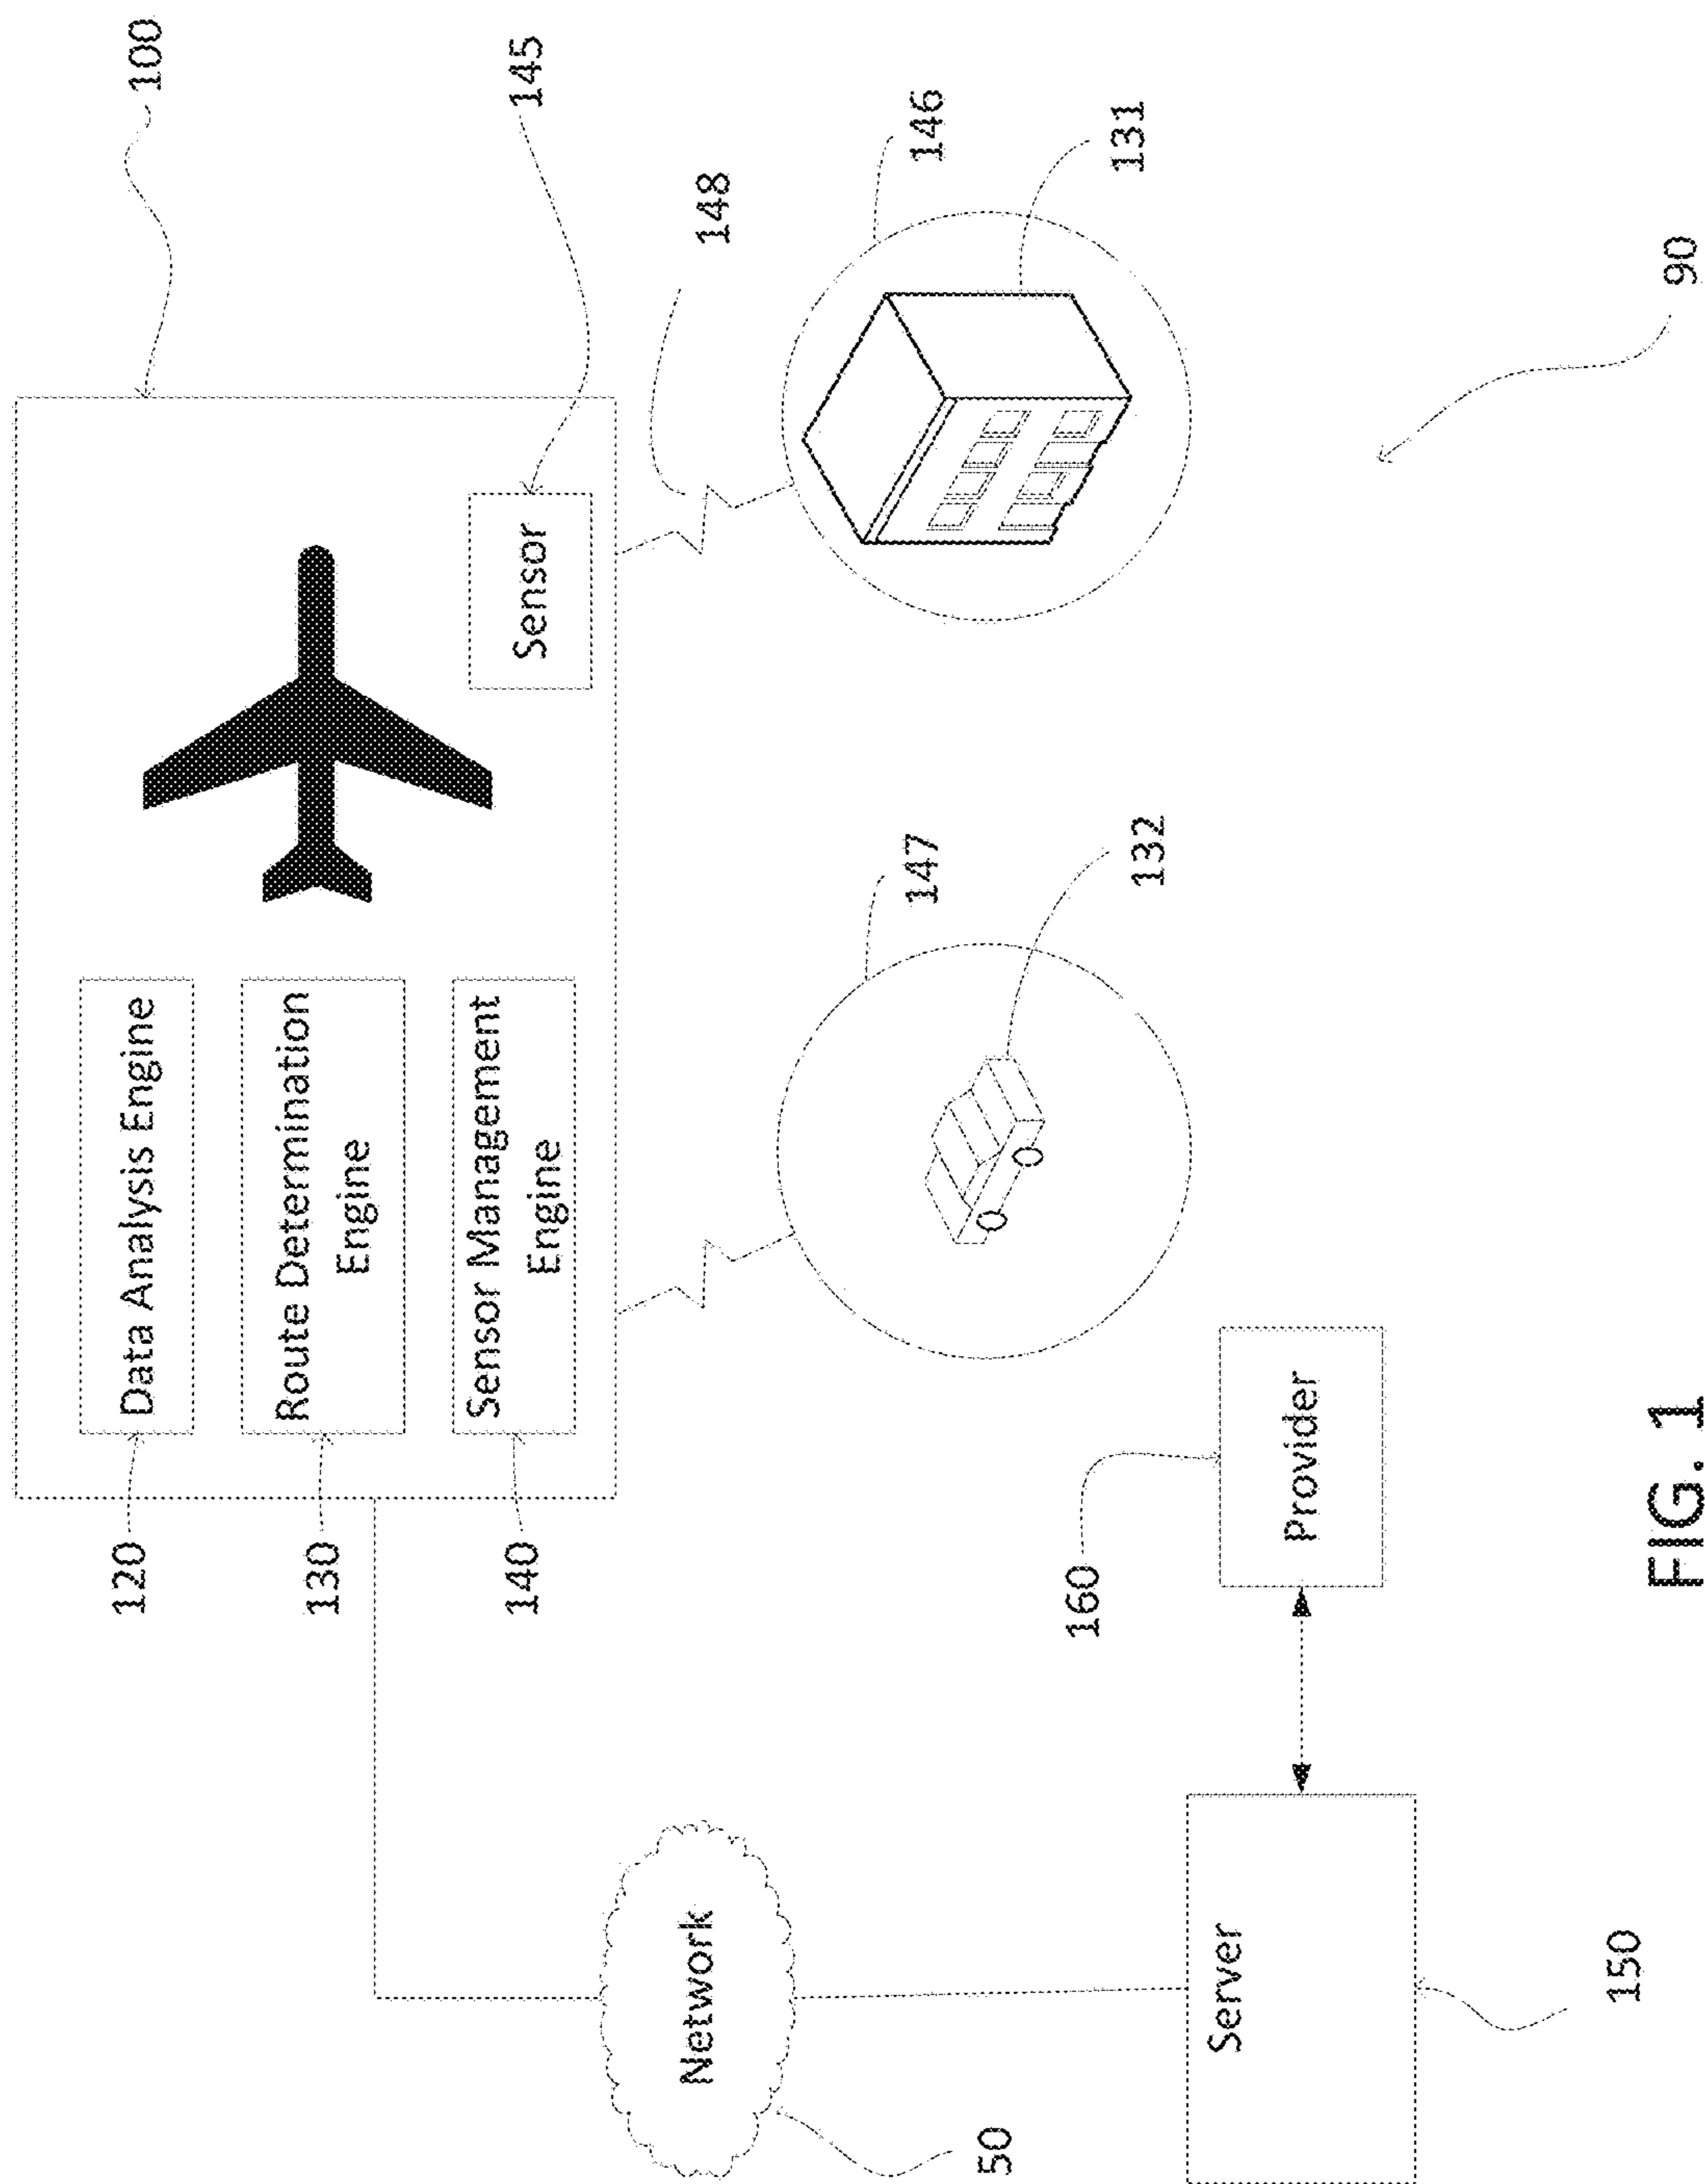 100
120
Data Analysis Engine
130
Route Determination
Engine
140
Sensor Management
Engine
Sensor
145
148
Network
50
147
146
132
131
160
Server
Provider
150
90
FIG. 1